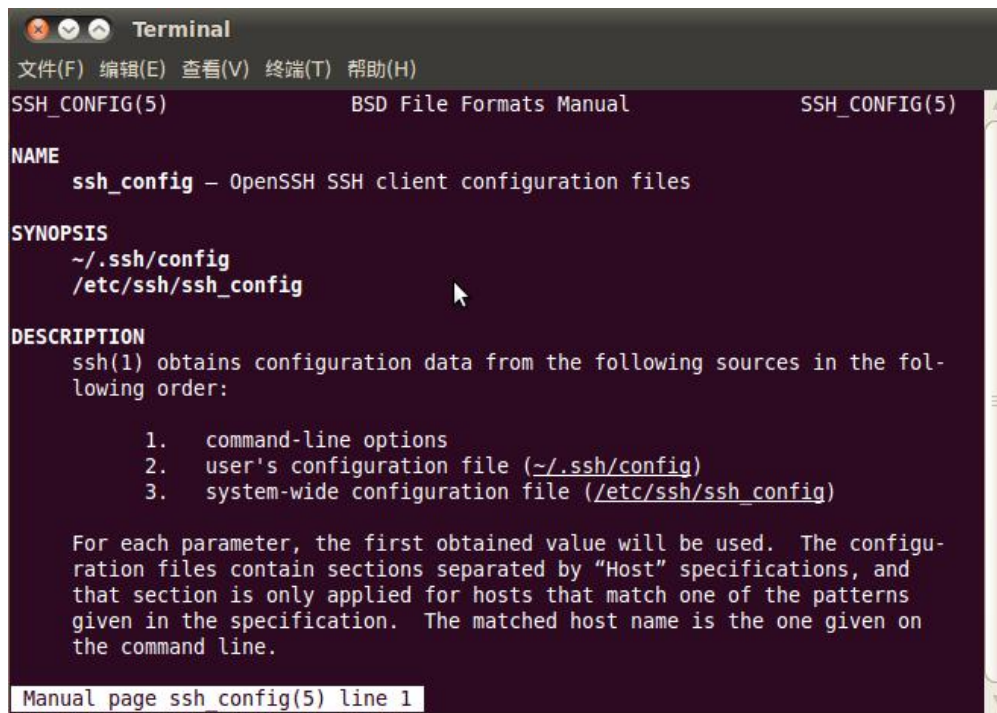 Terminal
文件(F) 编辑(E) 查看(V) 终端(T) 帮助(H)
SSH_CONFIG(5) BSD File Formats Manual SSH_CONFIG(5)
NAME
ssh_config — OpenSSH SSH client configuration files
SYNOPSIS
~/.ssh/config
/etc/ssh/ssh_config
DESCRIPTION
ssh(1) obtains configuration data from the following sources in the fol-
lowing order:
1. command-line options
2. user's configuration file (~/.ssh/config)
3. system-wide configuration file (/etc/ssh/ssh_config)
For each parameter, the first obtained value will be used. The configu-
ration files contain sections separated by “Host” specifications, and
that section is only applied for hosts that match one of the patterns
given in the specification. The matched host name is the one given on
the command line.
Manual page ssh_config(5) line 1